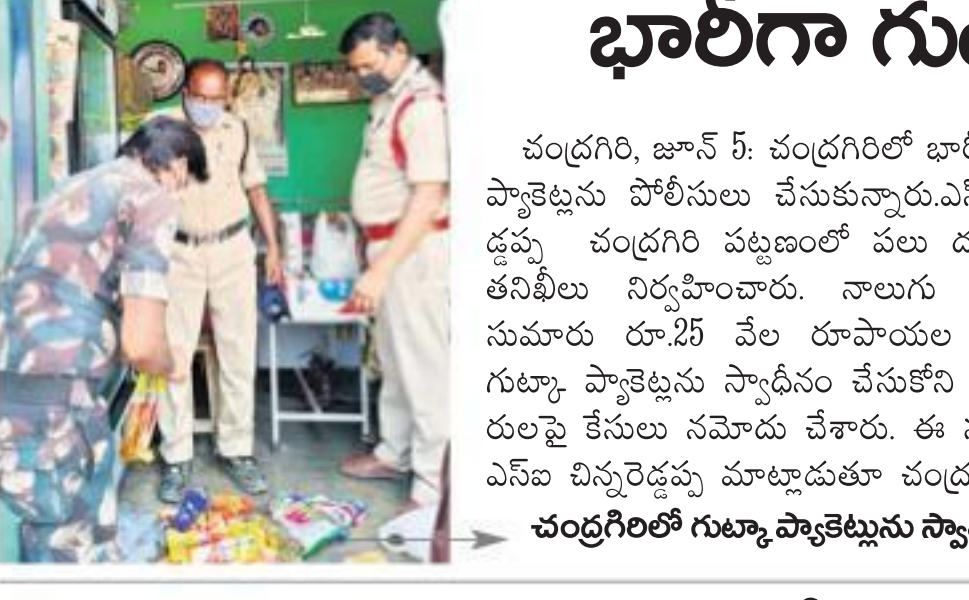 భారీగా
చంద్రగిరి, జూన్ 5: చంద్రగిరిలో
ప్యాకెట్లను పోలీసులు చేసుకున్నారు.
డ్డప్ప చంద్రగిరి పట్టణంలో పలు
తనిఖీలు నిర్వహించారు. నాలుగు
సుమారు రూ.25 వేల రూపాయల
గుట్కా ప్యాకెట్లను స్వాధీనం చేసుకోని
రులపై కేసులు నమోదు చేశారు. ఈ
ఎస్ఐ చిన్నరెడ్డప్ప మాట్లాడుతూ
చంద్రగిరిలో గుట్కా ప్యాకెట్లును